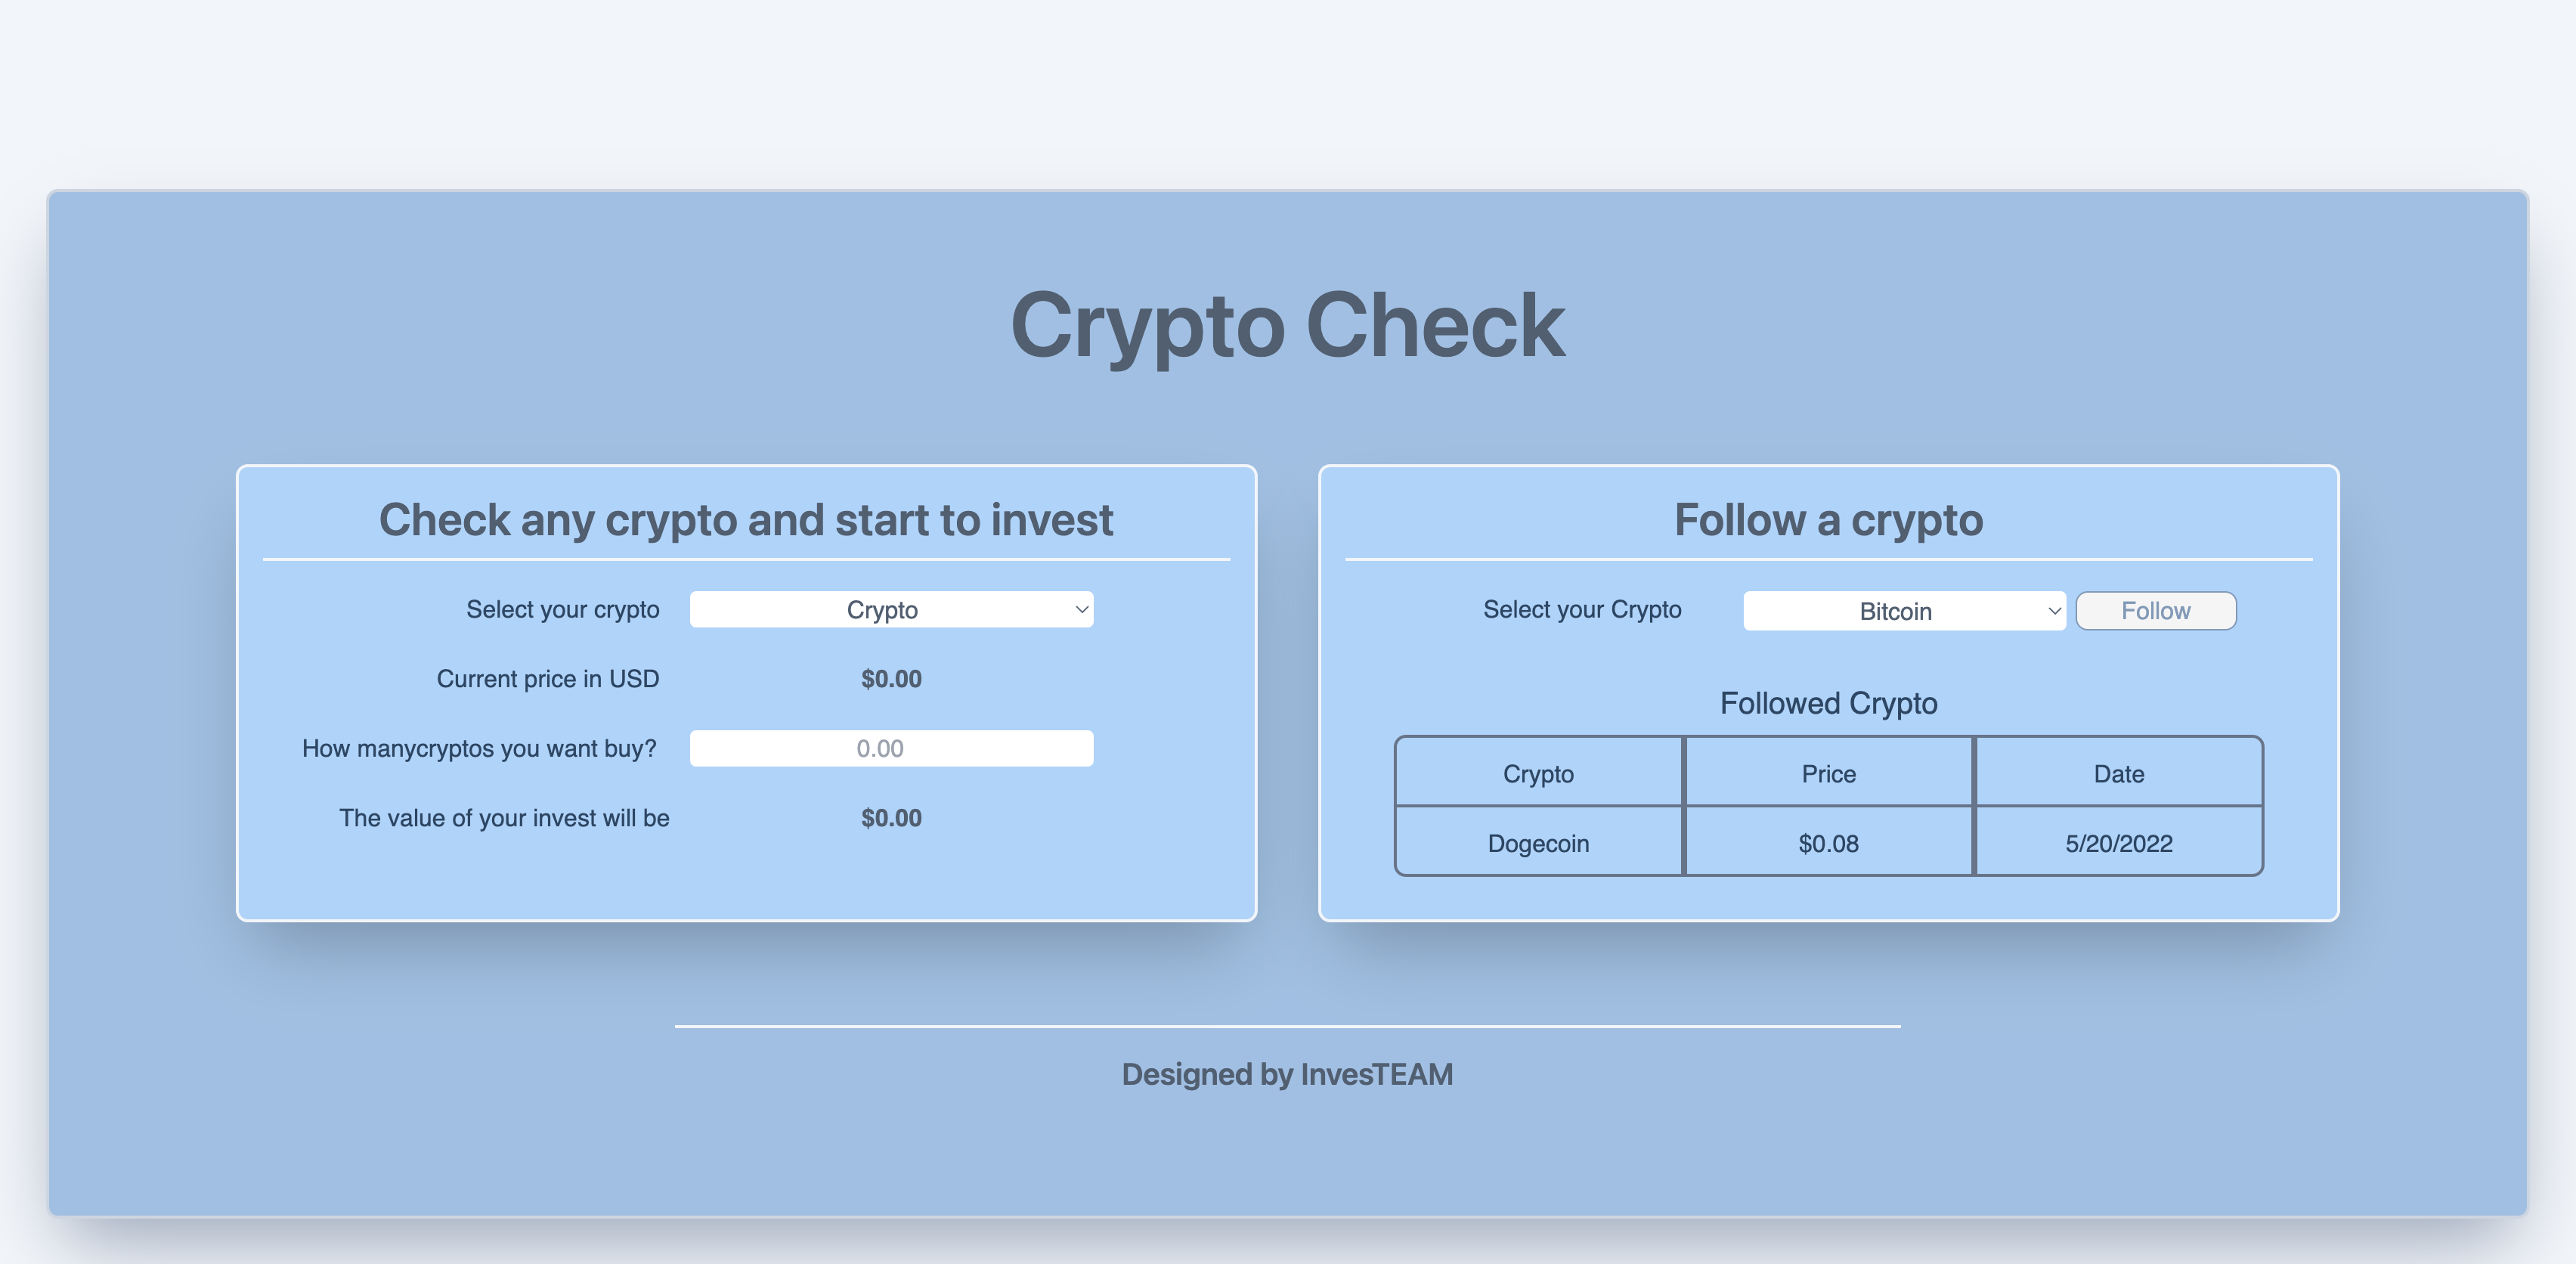 Crypto Check
Check any crypto and start to invest
Select your crypto
Crypto
Current price in USD
$0.00
How manycryptos you want buy?
0.00
The value of your invest will be
$0.00
Follow a crypto
Select your Crypto
Bitcoin
Follow
Followed Crypto
Crypto Price Date
Dogecoin $0.08 5/20/2022
Designed by InvesTEAM